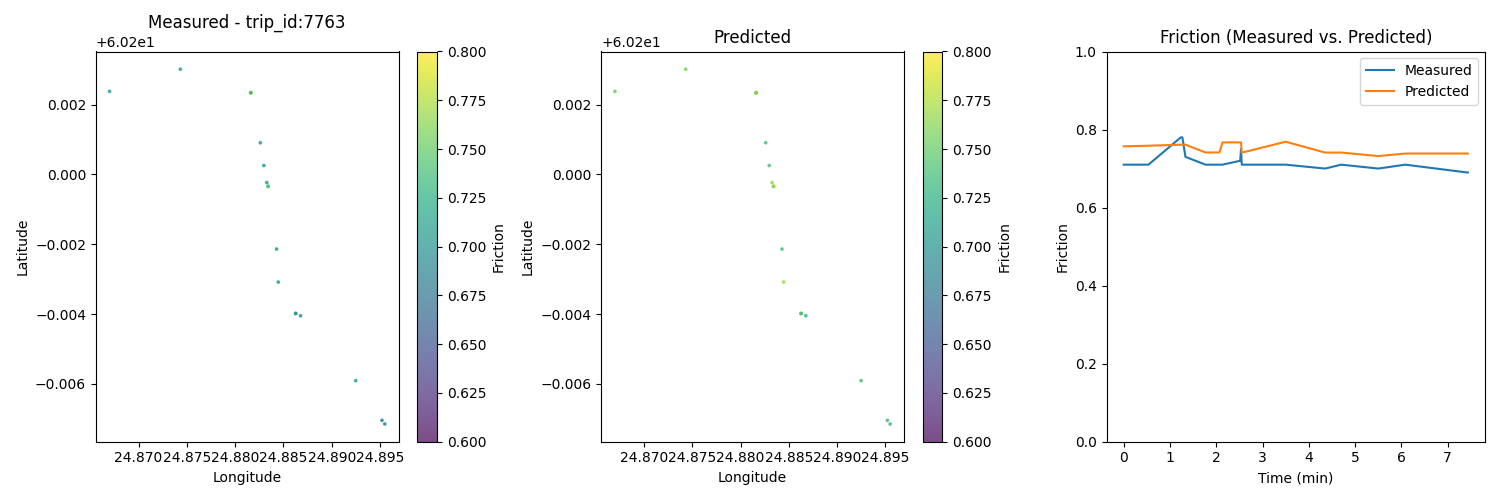 Measured - trip_id:7763
+6.02e1
0.002
0.000
−0.002
−0.004
−0.006
Latitude
24.870 24.875 24.880 24.885 24.890 24.895
Longitude
0.800
0.775
0.750
0.725
0.700
0.675
0.650
0.625
0.600
Friction
Predicted
+6.02e1
0.002
0.000
−0.002
−0.004
−0.006
Latitude
24.870 24.875 24.880 24.885 24.890 24.895
Longitude
0.800
0.775
0.750
0.725
0.700
0.675
0.650
0.625
0.600
Friction
Friction (Measured vs. Predicted)
Measured
Predicted
1.0
0.8
0.6
0.4
0.2
0.0
Friction
0 1 2 3 4 5 6 7
Time (min)